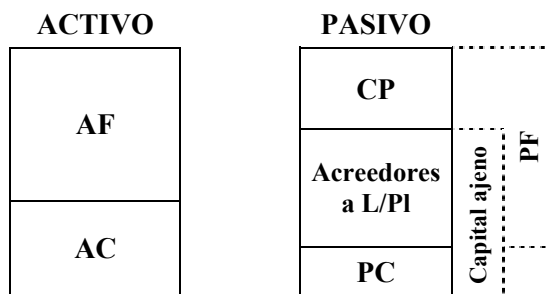 ACTIVO
PASIVO
AF
AC
CP
Acreedores
a L/Pl
PC
Capital ajeno
PF